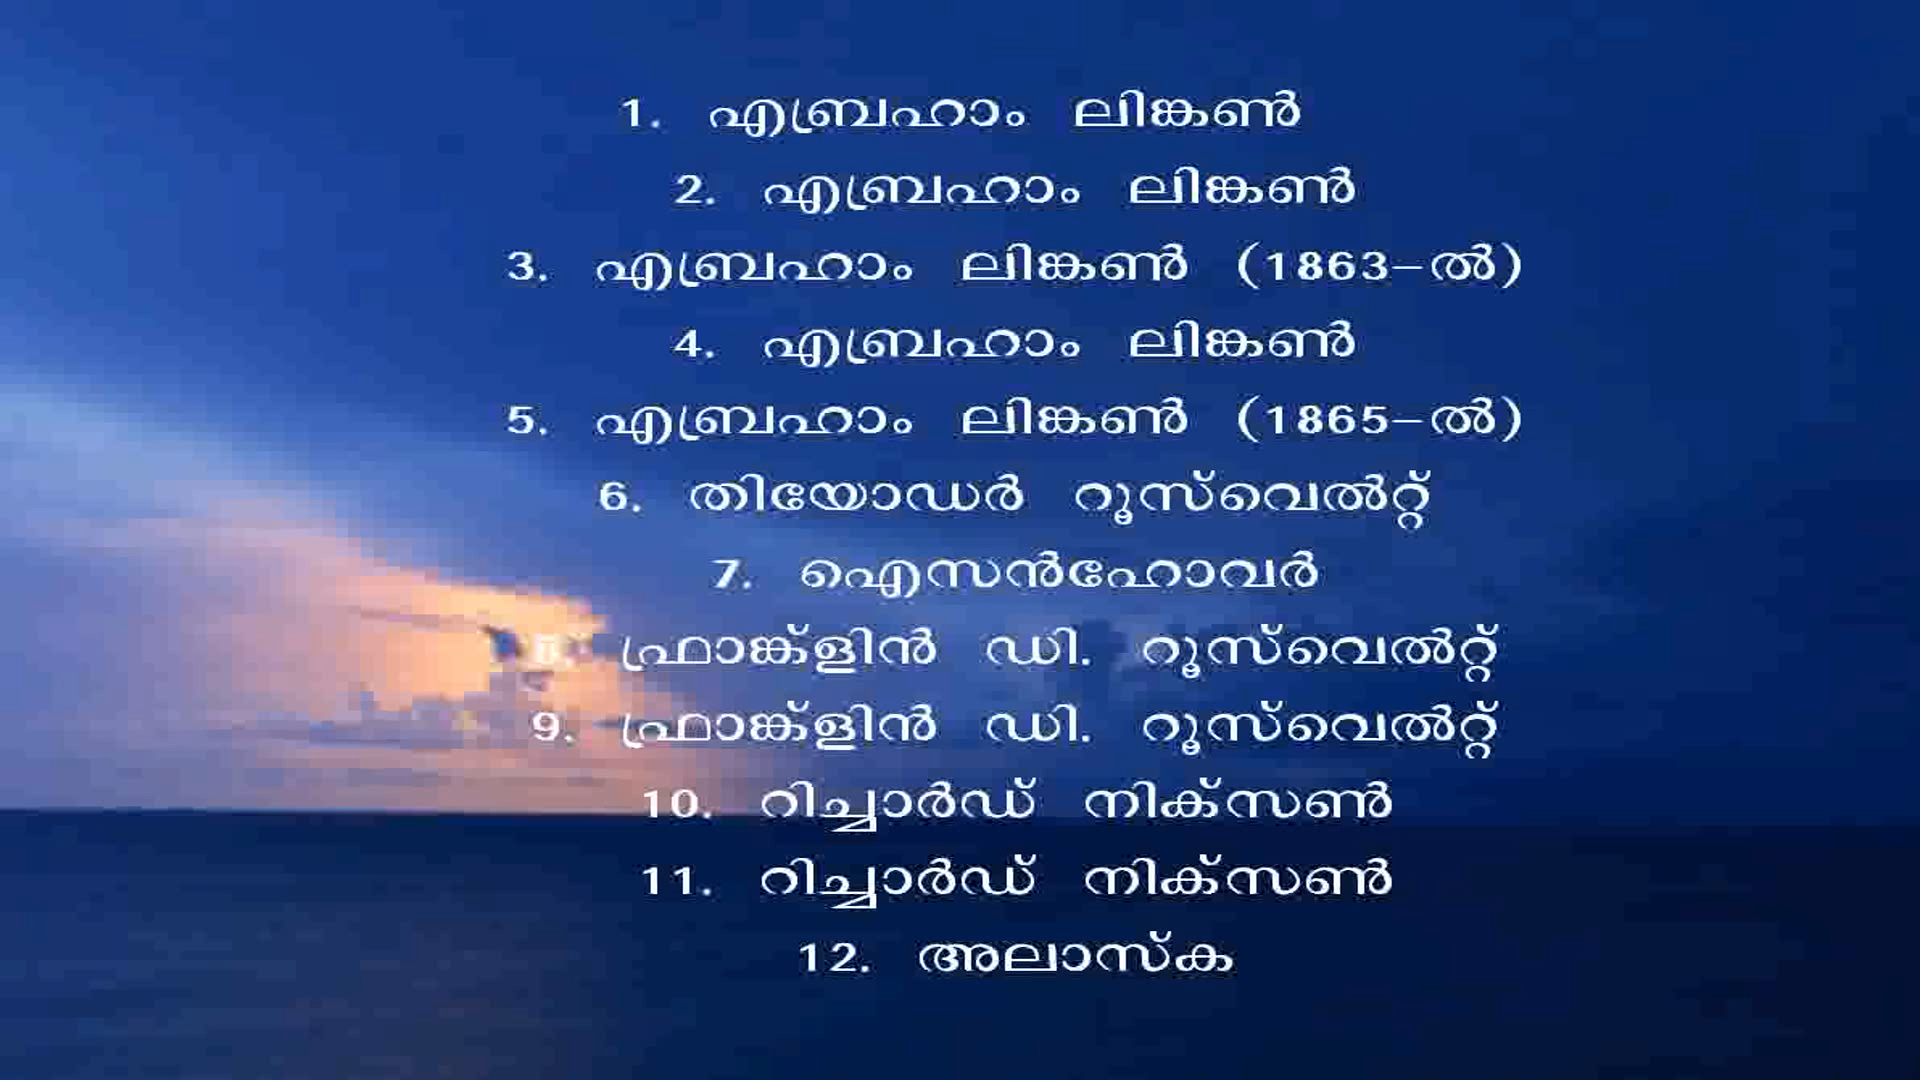 1. എബ്രഹാം ലിങ്കൺ
2. എബ്രഹാം ലിങ്കൺ
3. എബ്രഹാം ലിങ്കൺ (1863-ൽ)
4. എബ്രഹാം ലിങ്കൺ
5. എബ്രഹാം ലിങ്കൺ (1865-ൽ)
6. തിയോഡർ റൂസ്‌വെൽറ്റ്
7. ഐസൻഹോവർ
8. ഫ്രാങ്ക്ളിൻ ഡി. റൂസ്‌വെൽറ്റ്
9. ഫ്രാങ്ക്ളിൻ ഡി. റൂസ്‌വെൽറ്റ്
10. റിച്ചാർഡ് നിക്സൺ
11. റിച്ചാർഡ് നിക്സൺ
12. അലാസ്ക